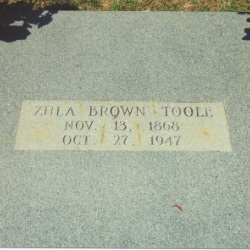 ZULA BROWN TOOLE
NOV. 13, 1868
OCT. 27, 1947